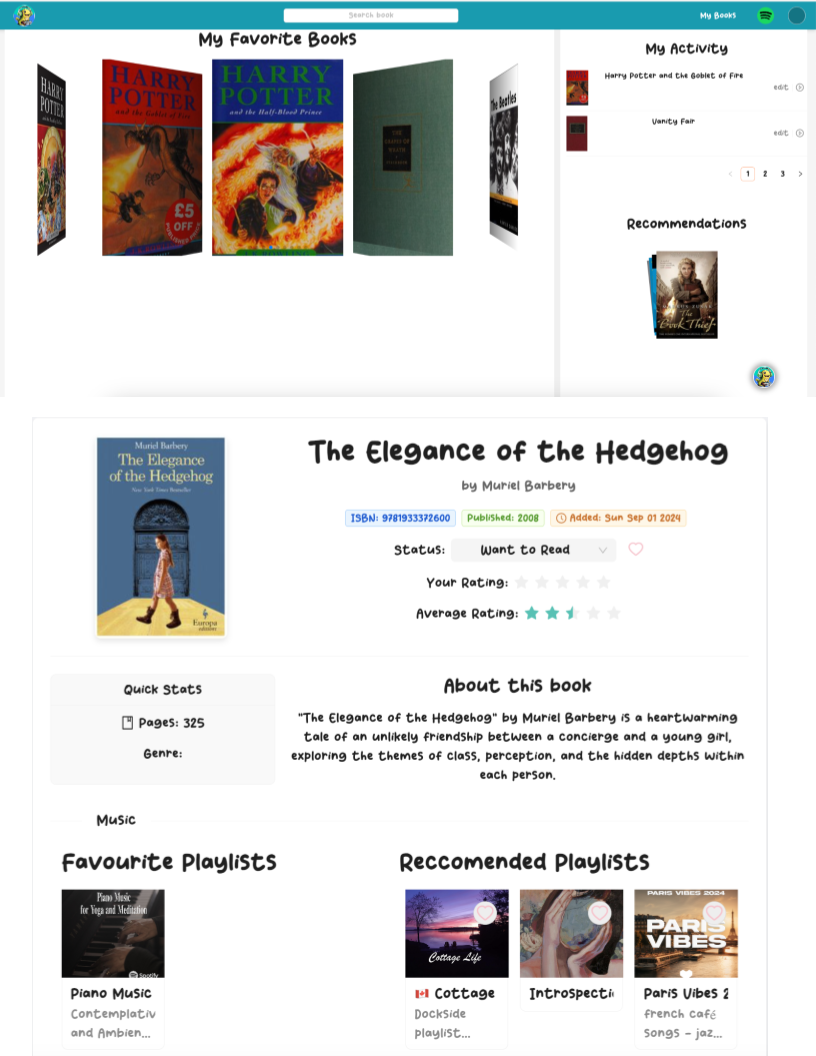 Search book
My Books
My Favorite Books
HARRY
POTTER
HARRY
POTTER
and the Goblet of Fire
£5
OFF
HARRY
POTTER
and the Half-Blood Prince
J.K. ROWLING
THE
GRAPES OF
WRATH
The Beatles
My Activity
Harry Potter and the Goblet of Fire
edit
Vanity Fair
edit
1 2 3
Recommendations
The
Book Thief
Muriel Barbery
The Elegance
of the Hedgehog
New York Times Bestseller
Europa
editions
The Elegance of the Hedgehog
by Muriel Barbery
ISBN: 9781933372600 Published: 2008 Added: Sun Sep 01 2024
Status: Want to Read
Your Rating:
Average Rating:
Quick Stats
Pages: 325
Genre:
About this book
"The Elegance of the Hedgehog" by Muriel Barbery is a heartwarming
tale of an unlikely friendship between a concierge and a young girl,
exploring the themes of class, perception, and the hidden depths within
each person.
Music
Favourite Playlists
Piano Music
for Yoga and Meditation
Spotify
Piano Music
Contemplativ
and Ambien...
Reccomended Playlists
Cottage Life
Cottage
Dockside
playlist...
Introspecti
PARIS VIBES 2024
PARIS
VIBES
Paris Vibes 2
french café
songs - jaz...